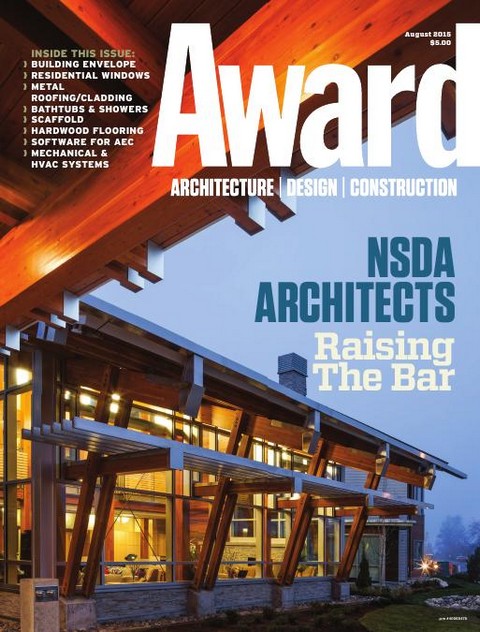 August 2015
$5.00
INSIDE THIS ISSUE:
› BUILDING ENVELOPE
› RESIDENTIAL WINDOWS
› METAL
ROOFING/CLADDING
› BATHTUBS & SHOWERS
› SCAFFOLD
› HARDWOOD FLOORING
› SOFTWARE FOR AEC
› MECHANICAL &
HVAC SYSTEMS
Award
ARCHITECTURE | DESIGN | CONSTRUCTION
NSDA
ARCHITECTS
Raising
The Bar